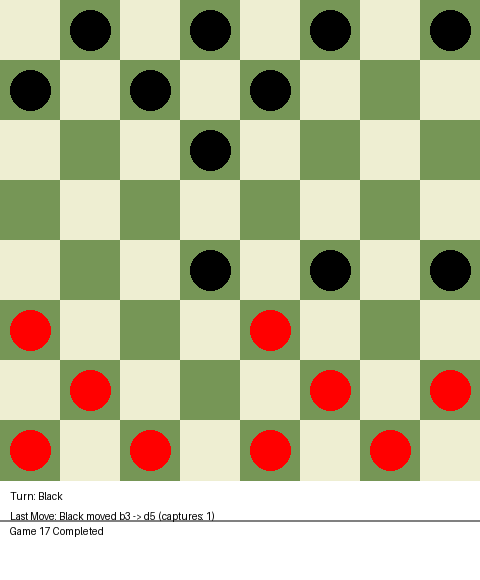 Turn: Black
Last Move: Black moved b3 -> d5 (captures: 1)
Game 17 Completed